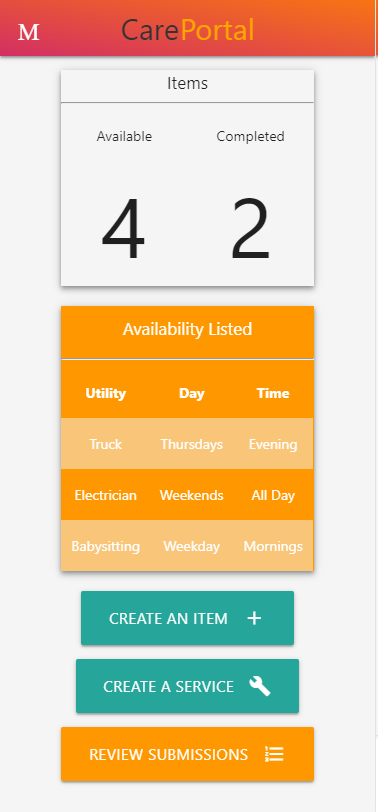 M CarePortal
Items
Available Completed
4 2
Availability Listed
Utility Day Time
Truck Thursdays Evening
Electrician Weekends All Day
Babysitting Weekday Mornings
CREATE AN ITEM
CREATE A SERVICE
REVIEW SUBMISSIONS